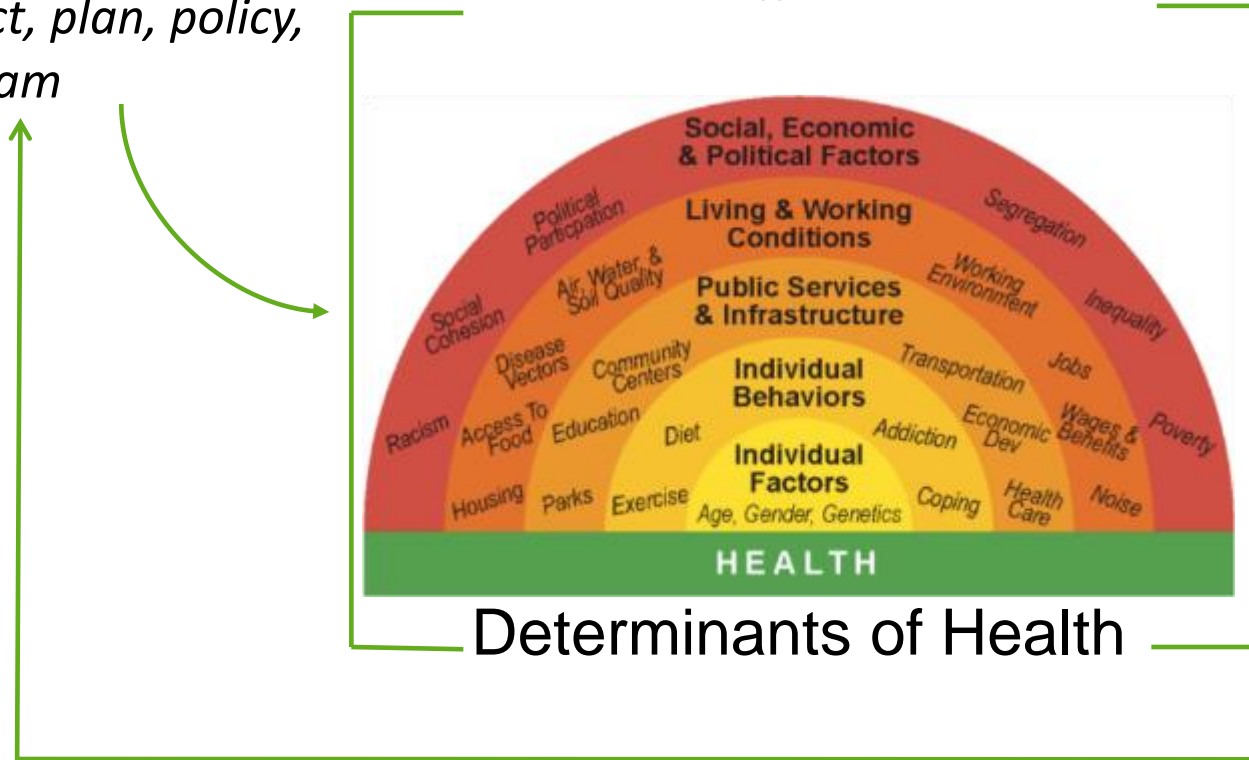 ct, plan, policy,
am
Social, Economic
& Political Factors
Political
Particpation
Segregation
Living & Working
Conditions
Air, Water, &
Soil Quality
Working
Environment
Public Services
& Infrastructure
Social
Cohesion
Inequality
Disease
Vectors
Community
Centers
Transportation
Jobs
Individual
Behaviors
Racism
Access To
Food
Education
Diet
Addiction
Economic
Dev
Wages &
Benefits
Poverty
Individual
Factors
Housing
Parks
Exercise
Age, Gender, Genetics
Coping
Health
Care
Noise
HEALTH
Determinants of Health